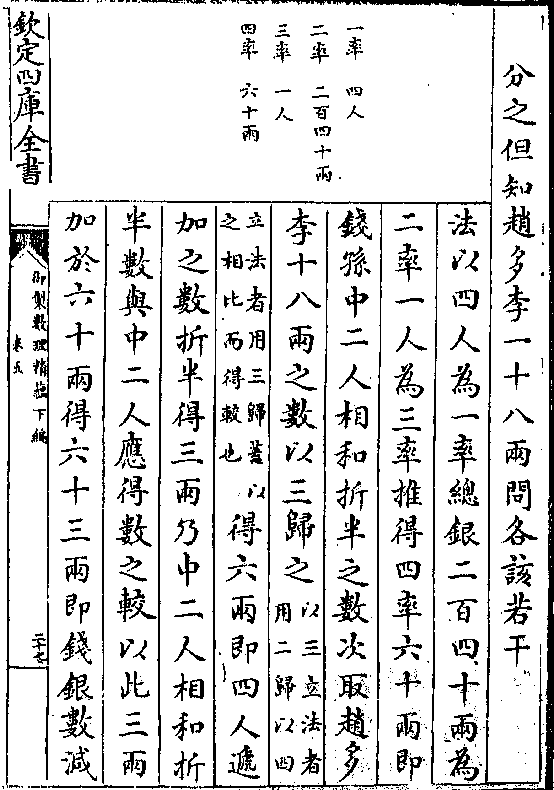 分之但知趙多李一十八兩問各該若干
法以四人為一率總銀二百四十兩為
二率一人為三率推得四率六十兩即
錢孫中二人相和折半之數次取趙多
李十八兩之數以三歸之以三立法者
用二歸以四
立法者用三歸蓋以
之相比而得較也
得六兩即四人遞
加之數折半得三兩乃中二人相和折
半數與中二人應得數之較以此三兩
加於六十兩得六十三兩即錢銀數減
一率 四人
二率 二百四十兩
三率 一人
四率 六十兩
欽定四庫全書
御製數理精蘊下編
卷五
二十七